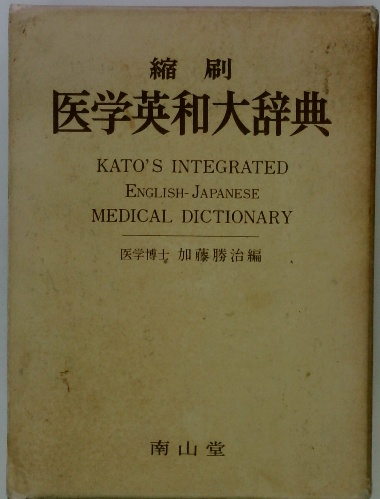 縮刷
医学英和大辞典
KATO'S INTEGRATED
ENGLISH-JAPANESE
MEDICAL DICTIONARY
医学博士 加藤勝治編
南山堂